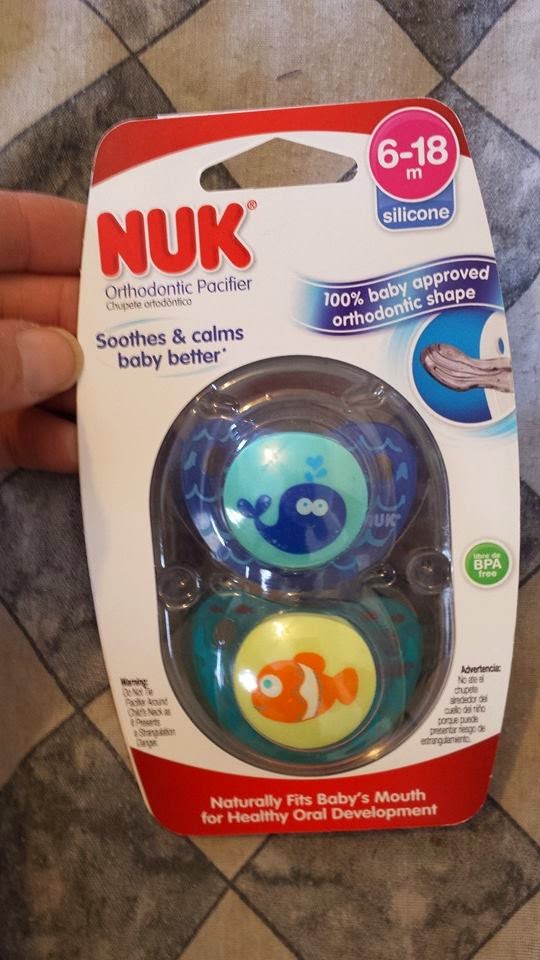 6-18
m
silicone
NUK®
Orthodontic Pacifier
Chupete ortodóntico
100% baby approved
orthodontic shape
Soothes & calms
baby better*
NUK®
libre de
BPA
free
Warning:
Do Not Tie
Pacifier Around
Child's Neck as
it Presents
a Strangulation
Danger.
Advertencia:
No ate el
chupete
alrededor del
cuello del niño
porque puede
presentar riesgo de
estrangulamiento.
Naturally Fits Baby's Mouth
for Healthy Oral Development